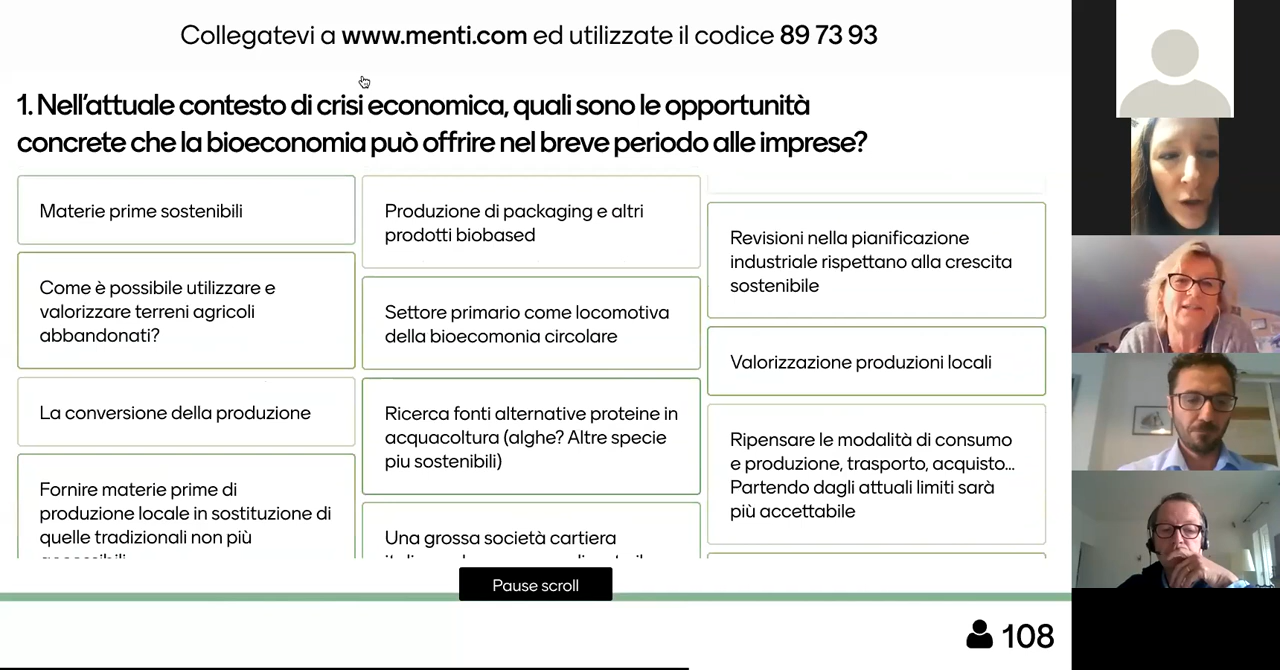 Collegatevi a www.menti.com ed utilizzate il codice 89 73 93
1. Nell'attuale contesto di crisi economica, quali sono le opportunità
concrete che la bioeconomia può offrire nel breve periodo alle imprese?
Materie prime sostenibili
Come è possibile utilizzare e
valorizzare terreni agricoli
abbandonati?
La conversione della produzione
Fornire materie prime di
produzione locale in sostituzione di
quelle tradizionali non più
Produzione di packaging e altri
prodotti biobased
Settore primario come locomotiva
della bioecomonia circolare
Ricerca fonti alternative proteine in
acquacoltura (alghe? Altre specie
piu sostenibili)
Una grossa società cartiera
Revisioni nella pianificazione
industriale rispettano alla crescita
sostenibile
Valorizzazione produzioni locali
Ripensare le modalità di consumo
e produzione, trasporto, acquisto...
Partendo dagli attuali limiti sarà
più accettabile
Pause scroll
108